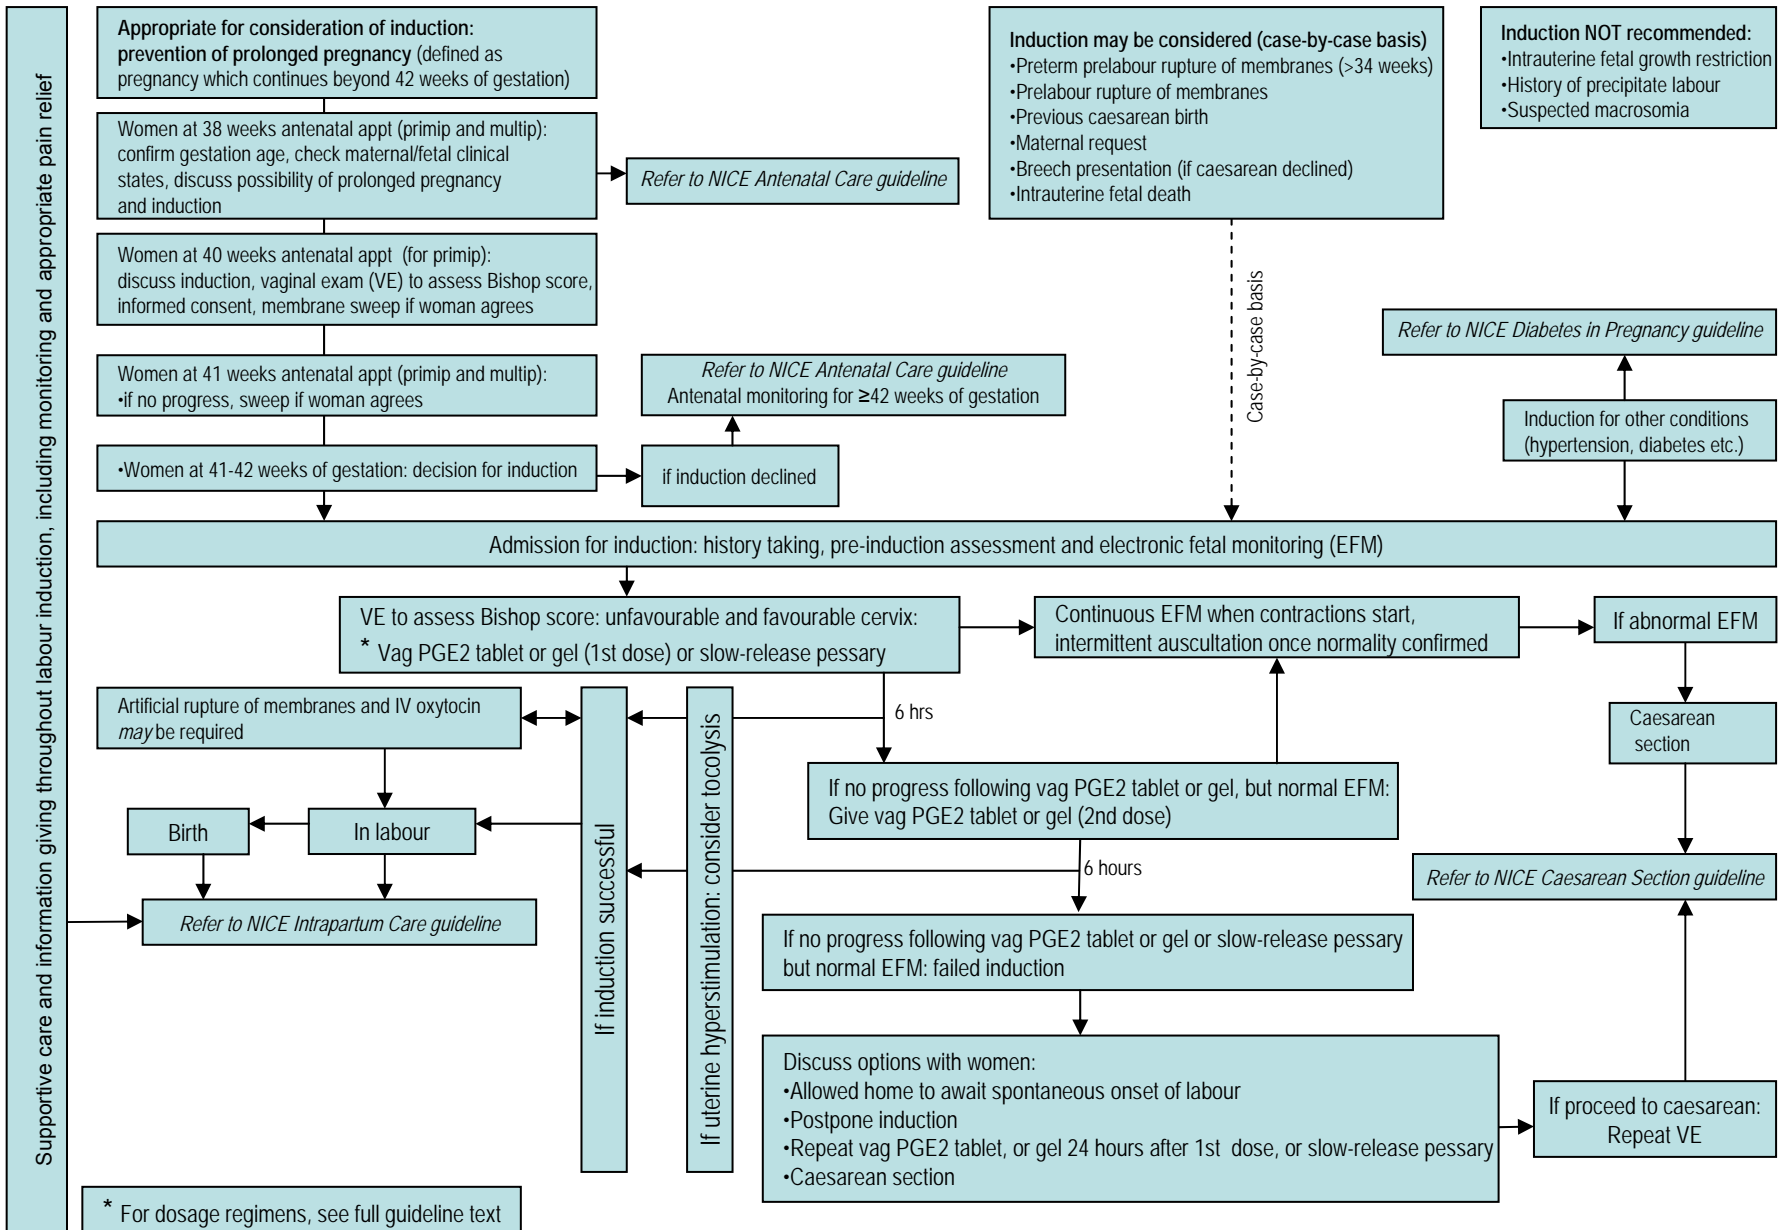 Supportive care and information giving throughout labour induction, including monitoring and appropriate pain relief
Appropriate for consideration of induction:
prevention of prolonged pregnancy (defined as
pregnancy which continues beyond 42 weeks of gestation)
Women at 38 weeks antenatal appt (primip and multip):
confirm gestation age, check maternal/fetal clinical
states, discuss possibility of prolonged pregnancy
and induction
Refer to NICE Antenatal Care guideline
Women at 40 weeks antenatal appt (for primip):
discuss induction, vaginal exam (VE) to assess Bishop score,
informed consent, membrane sweep if woman agrees
Women at 41 weeks antenatal appt (primip and multip):
•if no progress, sweep if woman agrees
Refer to NICE Antenatal Care guideline
Antenatal monitoring for ≥42 weeks of gestation
•Women at 41-42 weeks of gestation: decision for induction
if induction declined
Induction may be considered (case-by-case basis)
•Preterm prelabour rupture of membranes (>34 weeks)
•Prelabour rupture of membranes
•Previous caesarean birth
•Maternal request
•Breech presentation (if caesarean declined)
•Intrauterine fetal death
Case-by-case basis
Induction NOT recommended:
•Intrauterine fetal growth restriction
•History of precipitate labour
•Suspected macrosomia
Refer to NICE Diabetes in Pregnancy guideline
Induction for other conditions
(hypertension, diabetes etc.)
Admission for induction: history taking, pre-induction assessment and electronic fetal monitoring (EFM)
VE to assess Bishop score: unfavourable and favourable cervix:
* Vag PGE2 tablet or gel (1st dose) or slow-release pessary
Continuous EFM when contractions start,
intermittent auscultation once normality confirmed
If abnormal EFM
Caesarean
section
Artificial rupture of membranes and IV oxytocin
may be required
If induction successful
If uterine hyperstimulation: consider tocolysis
6 hrs
If no progress following vag PGE2 tablet or gel, but normal EFM:
Give vag PGE2 tablet or gel (2nd dose)
Birth
In labour
6 hours
Refer to NICE Caesarean Section guideline
Refer to NICE Intrapartum Care guideline
If no progress following vag PGE2 tablet or gel or slow-release pessary
but normal EFM: failed induction
Discuss options with women:
•Allowed home to await spontaneous onset of labour
•Postpone induction
•Repeat vag PGE2 tablet, or gel 24 hours after 1st dose, or slow-release pessary
•Caesarean section
If proceed to caesarean:
Repeat VE
* For dosage regimens, see full guideline text